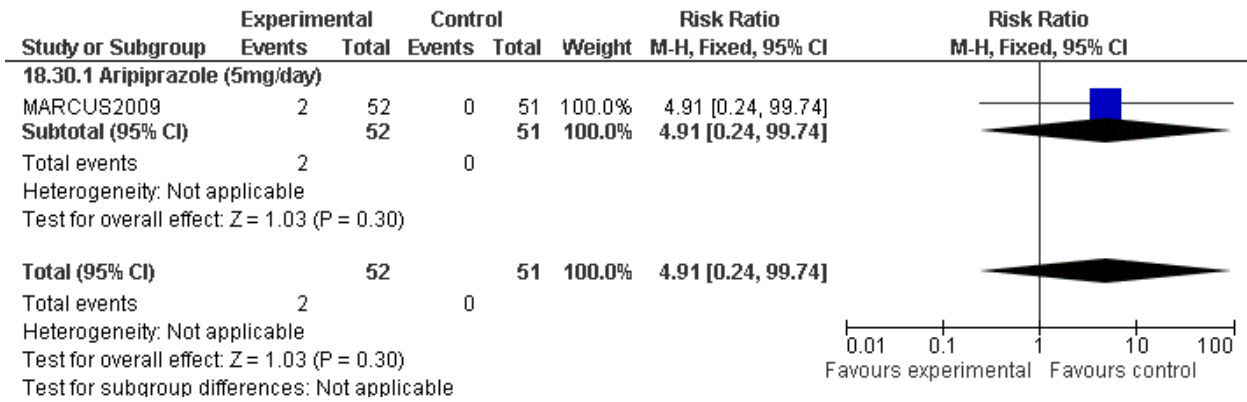 Experimental Control Risk Ratio Risk Ratio
Study or Subgroup Events Total Events Total Weight M-H, Fixed, 95% CI M-H, Fixed, 95% CI
18.30.1 Aripiprazole (5mg/day)
MARCUS2009 2 52 0 51 100.0% 4.91 [0.24, 99.74]
Subtotal (95% CI) 52 51 100.0% 4.91 [0.24, 99.74]
Total events 2 0
Heterogeneity: Not applicable
Test for overall effect: Z = 1.03 (P = 0.30)
Total (95% CI) 52 51 100.0% 4.91 [0.24, 99.74]
Total events 2 0
Heterogeneity: Not applicable
Test for overall effect: Z = 1.03 (P = 0.30)
Test for subgroup differences: Not applicable
0.01 0.1 1 10 100
Favours experimental Favours control